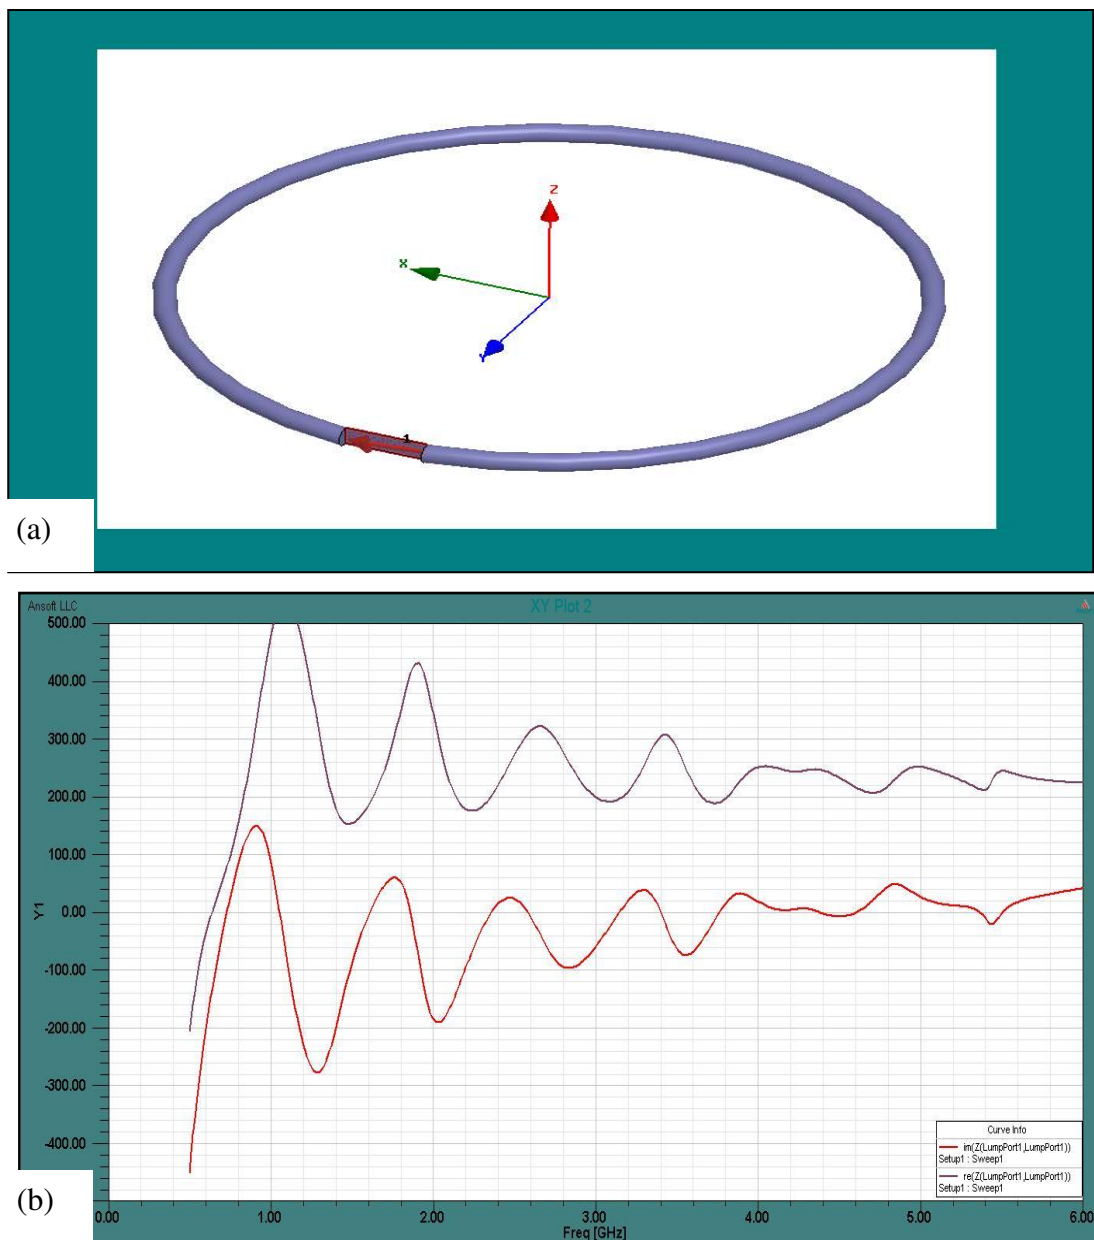 Z
X
Y
1
(a)
Ansoft LLC
XY Plot 2
500.00
400.00
300.00
200.00
100.00
0.00
-100.00
-200.00
-300.00
-400.00
Y1
Curve Info
im(Z(LumpPort1,LumpPort1))
Setup1 : Sweep1
re(Z(LumpPort1,LumpPort1))
Setup1 : Sweep1
(b)
0.00 1.00 2.00 3.00 4.00 5.00 6.00
Freq [GHz]